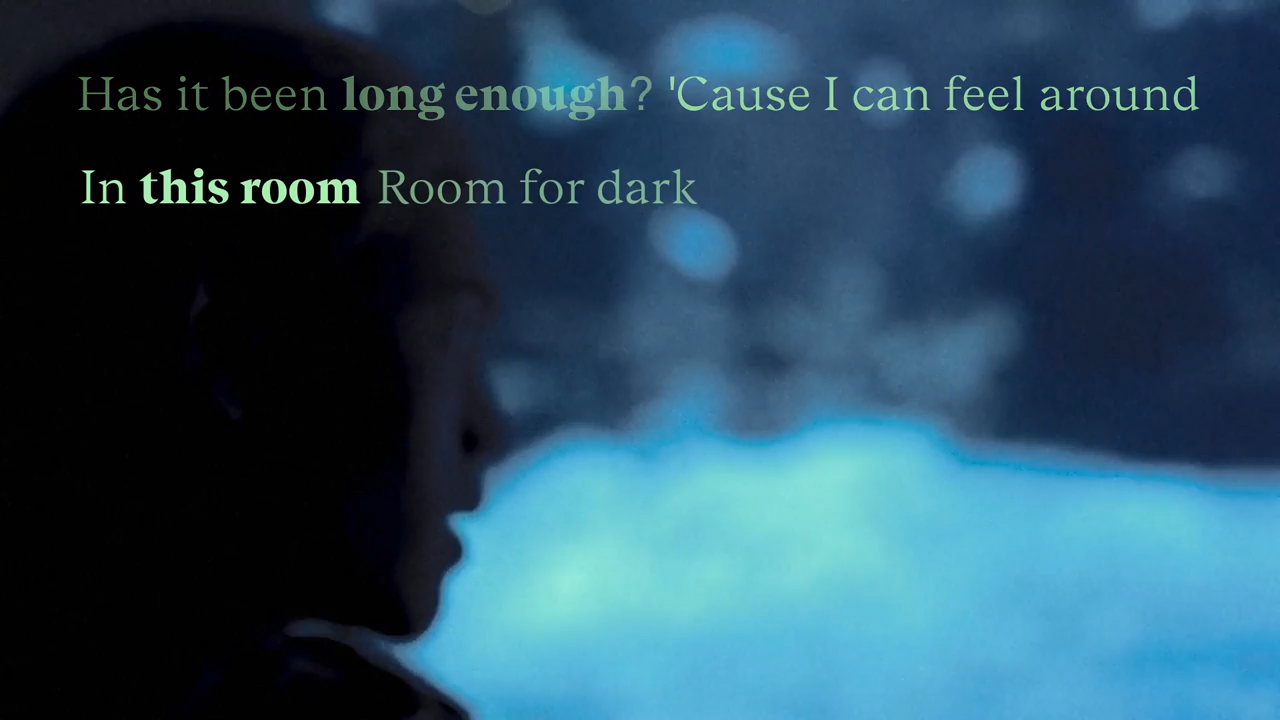 Has it been long enough? 'Cause I can feel around
In this room Room for dark